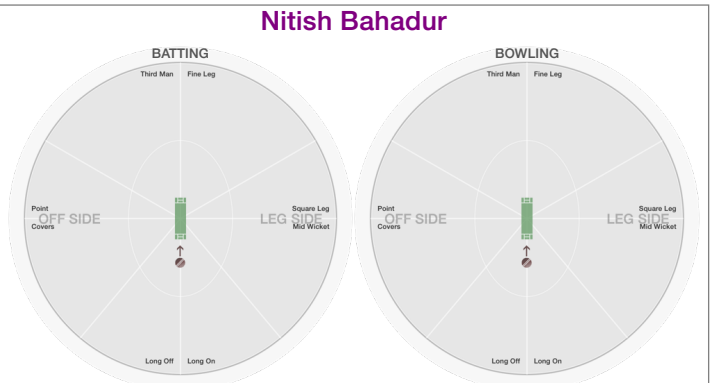 Nitish Bahadur
BATTING BOWLING
Third Man Fine Leg Third Man Fine Leg
Point Square Leg Point Square Leg
OFF SIDE LEG SIDE OFF SIDE LEG SIDE
Covers Mid Wicket Covers Mid Wicket
Long Off Long On Long Off Long On